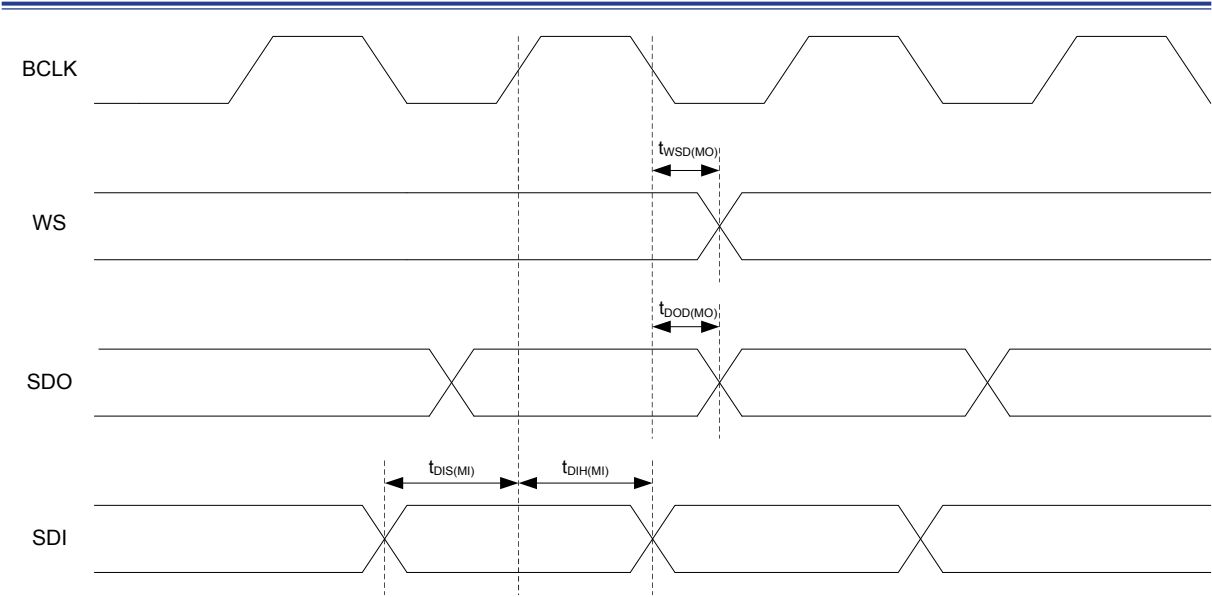 BCLK
tWSD(MO)
WS
tDOD(MO)
SDO
tDIS(MI) tDIH(MI)
SDI